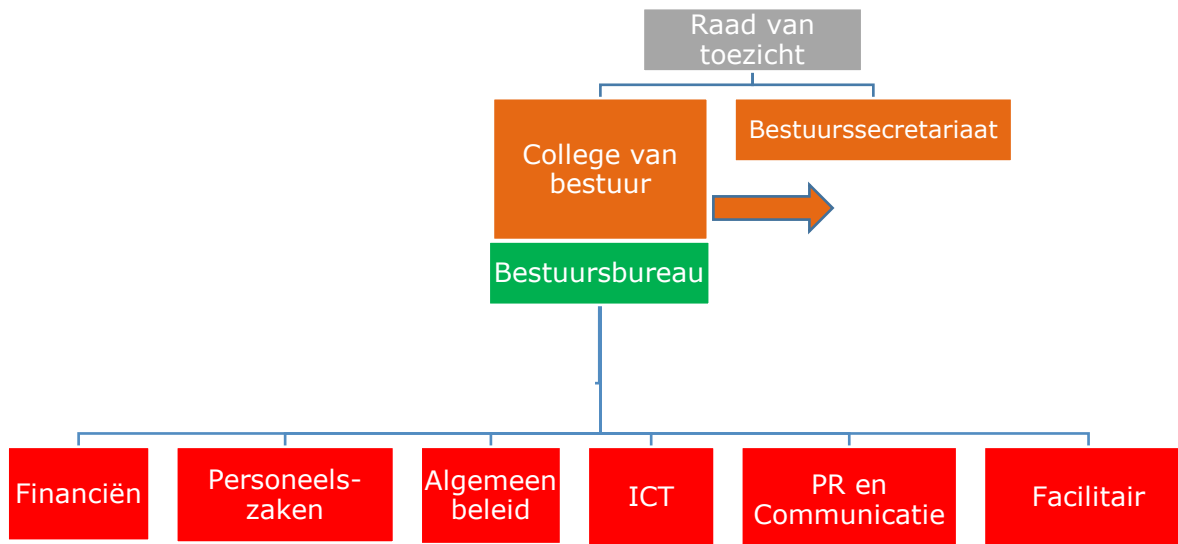 Raad van
toezicht
College van
bestuur
Bestuurssecretariaat
Bestuursbureau
Financiën
Personeels-
zaken
Algemeen
beleid
ICT
PR en
Communicatie
Facilitair